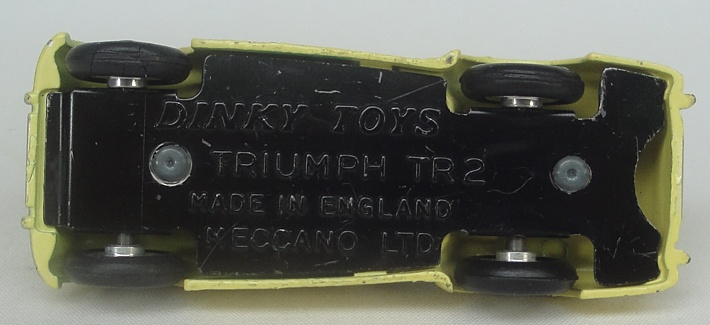 DINKY TOYS
TRIUMPH TR2
MADE IN ENGLAND
MECCANO LTD